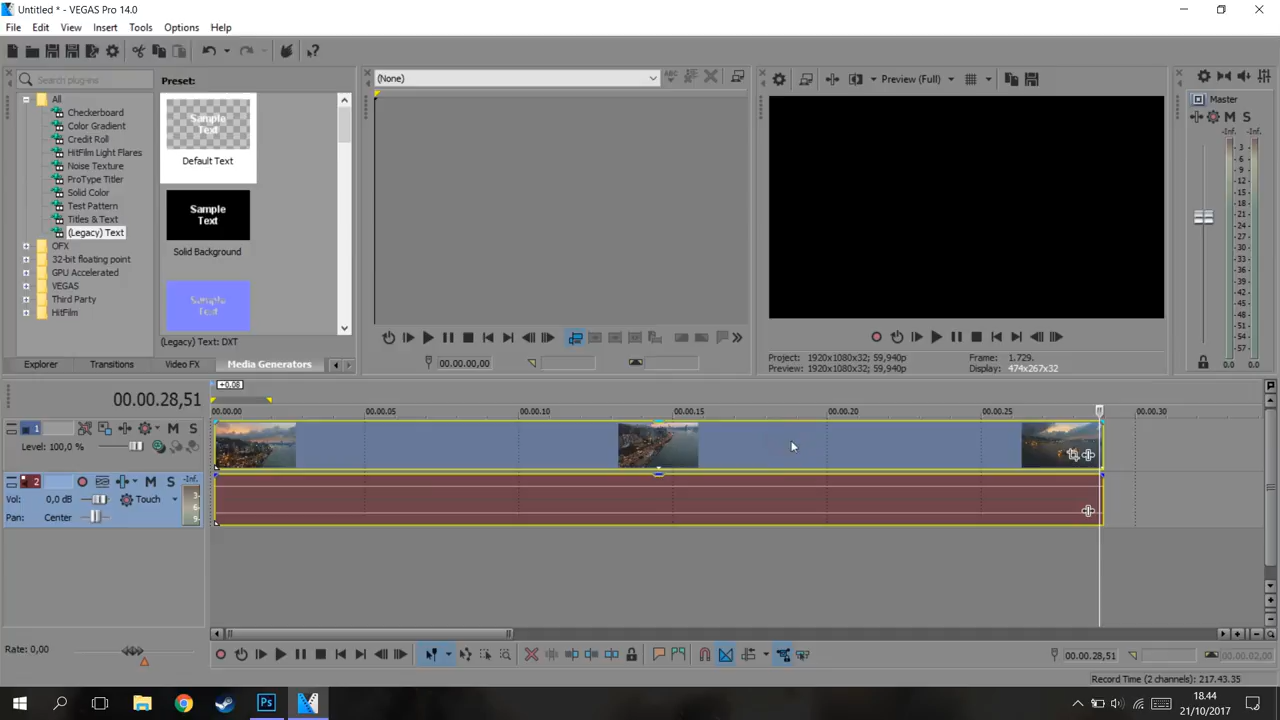 Untitled * - VEGAS Pro 14.0
File Edit View Insert Tools Options Help
Search plug-ins
Preset:
(None)
Preview (Full)
Master
All
Checkerboard
Color Gradient
Credit Roll
HitFilm Light Flares
Noise Texture
ProType Titler
Solid Color
Test Pattern
Titles & Text
(Legacy) Text
OFX
32-bit floating point
GPU Accelerated
VEGAS
Third Party
HitFilm
Sample
Text
Default Text
Sample
Text
Solid Background
Sample
Text
(Legacy) Text: DXT
M S
-Inf. -Inf.
3
6
9
12
15
18
21
24
27
30
33
36
39
42
45
48
51
54
57
0.0 0.0
00.00.00,00
Project: 1920x1080x32; 59,940p
Preview: 1920x1080x32; 59,940p
Frame: 1.729.
Display: 474x267x32
Explorer Transitions Video FX Media Generators
+0.08
00.00.28,51
00.00.00 00.00.05 00.00.10 00.00.15 00.00.20 00.00.25 00.00.30
1 M S
Level: 100,0 %
2 M S -Inf.
Vol: 0,0 dB Touch
Pan: Center
3
6
9
Rate: 0,00
00.00.28,51
00.00.02,00
Record Time (2 channels): 217.43.35
Ps
18.44
21/10/2017